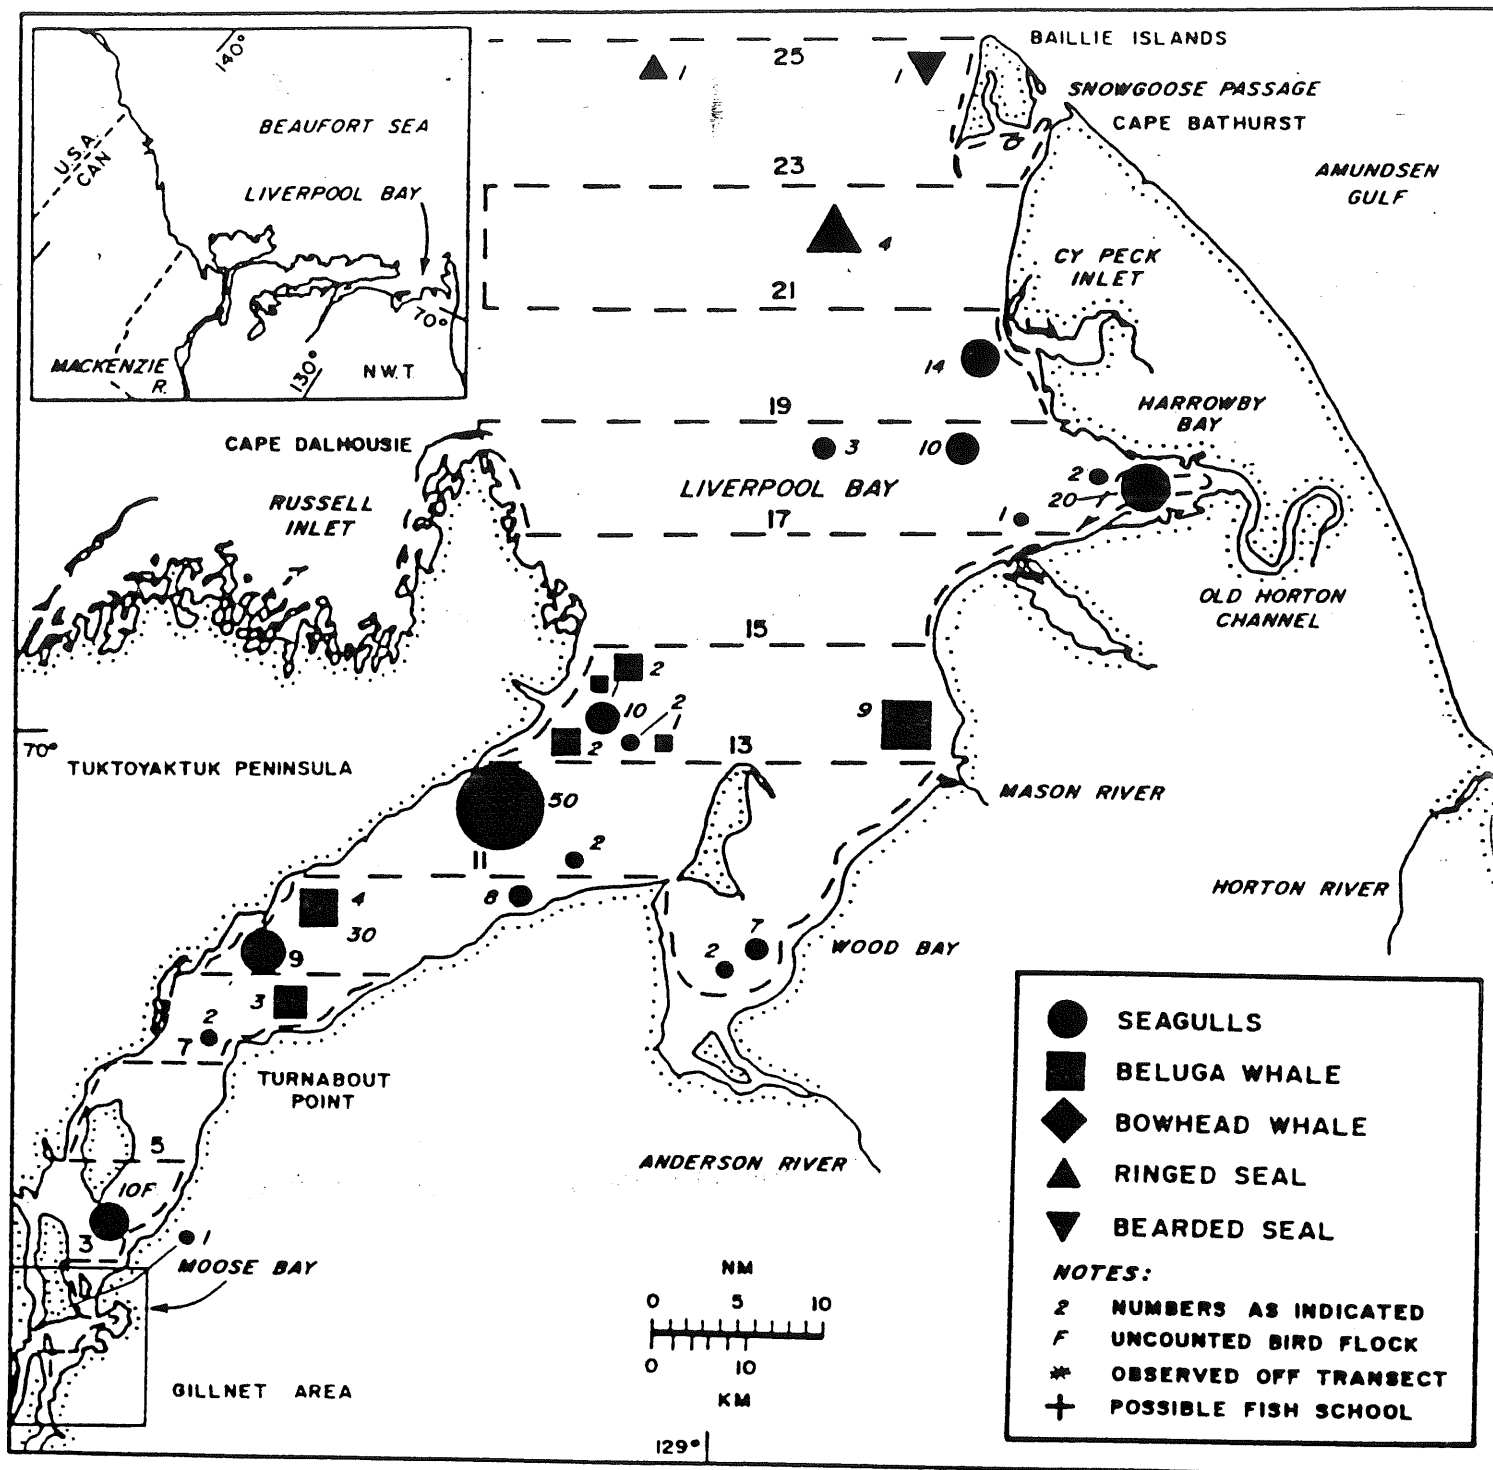 140°
BEAUFORT SEA
U.S.A.
CAN
LIVERPOOL BAY
70°
MACKENZIE
R.
130°
N.W.T.
BAILLIE ISLANDS
25
1
1
SNOWGOOSE PASSAGE
CAPE BATHURST
23
AMUNDSEN
GULF
4
CY PECK
INLET
21
14
19
HARROWBY
BAY
CAPE DALHOUSIE
3
10
2
20
LIVERPOOL BAY
RUSSELL
INLET
17
1
OLD HORTON
CHANNEL
15
2
10
2
1
9
2
13
70°
TUKTOYAKTUK PENINSULA
50
MASON RIVER
2
11
8
HORTON RIVER
4
30
9
7
2
WOOD BAY
3
2
7
TURNABOUT
POINT
5
10F
3
1
ANDERSON RIVER
MOOSE BAY
GILLNET AREA
NM
0 5 10
0 10
KM
129°
SEAGULLS
BELUGA WHALE
BOWHEAD WHALE
RINGED SEAL
BEARDED SEAL
NOTES:
2 NUMBERS AS INDICATED
F UNCOUNTED BIRD FLOCK
* OBSERVED OFF TRANSECT
+ POSSIBLE FISH SCHOOL